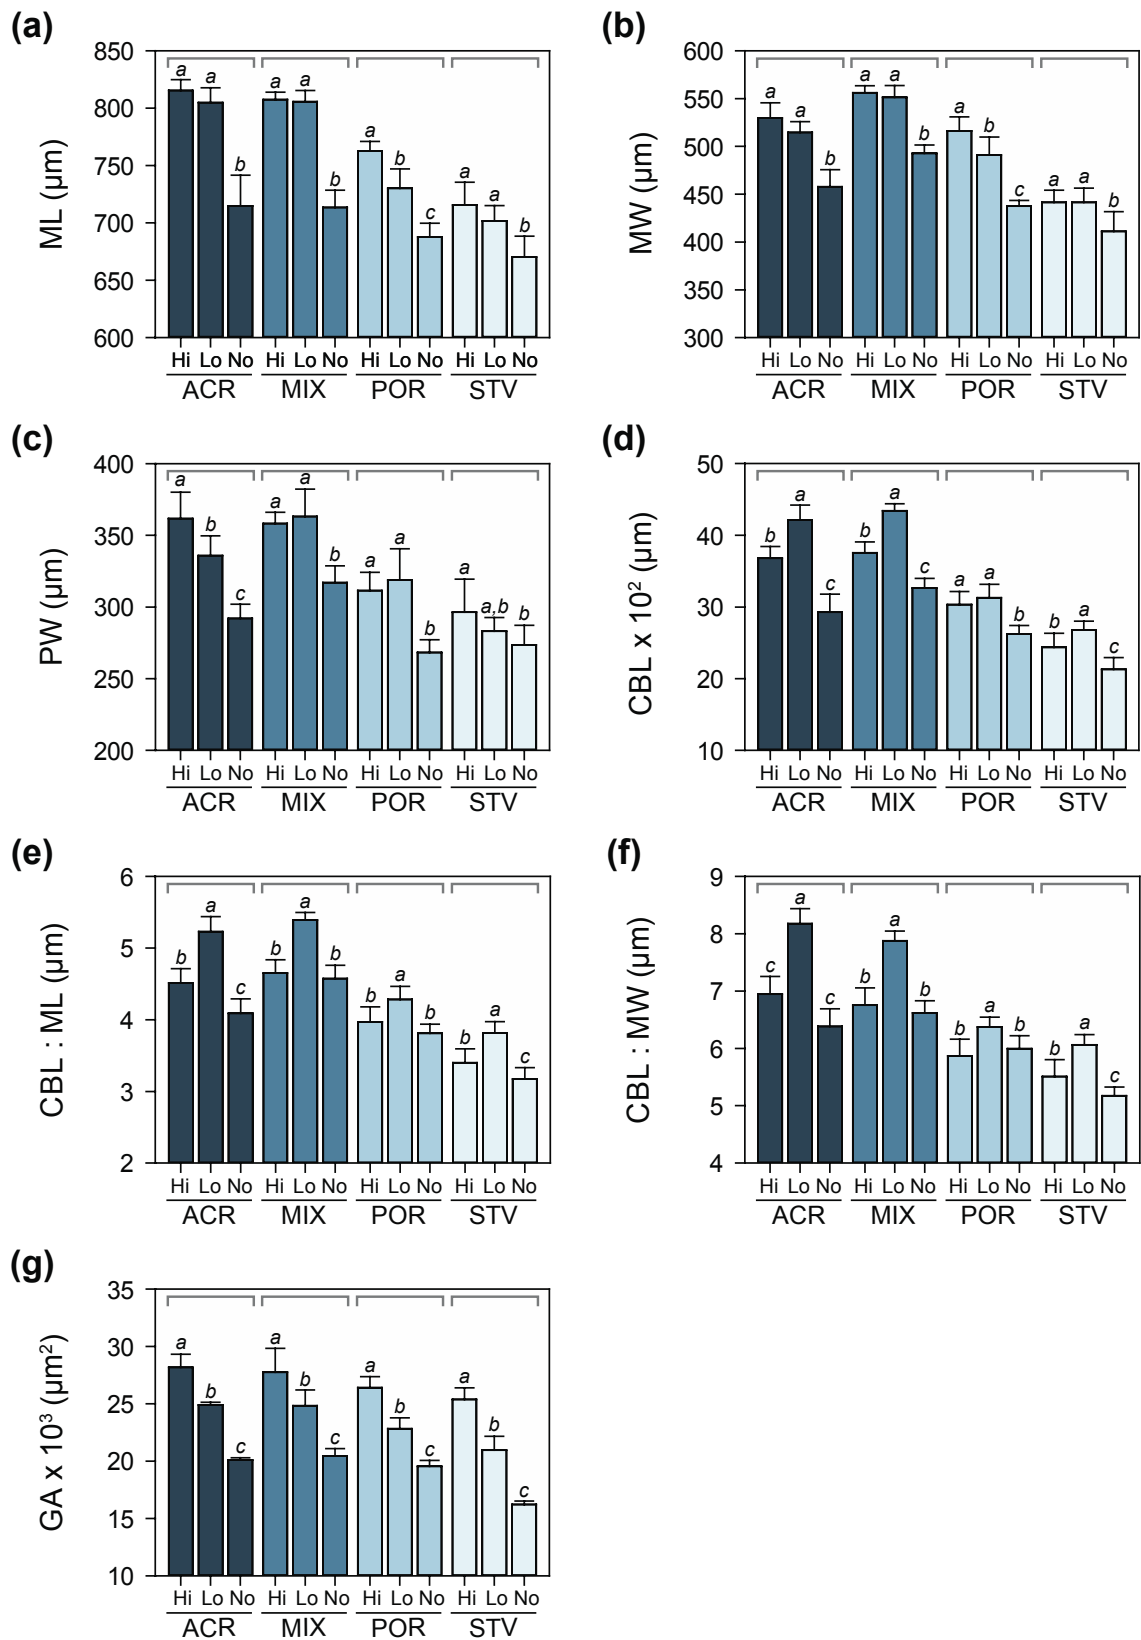 (a)
850
800
750
700
650
600
ML (µm)
a a b a a b a b c a a b
Hi Lo No Hi Lo No Hi Lo No Hi Lo No
ACR MIX POR STV
(b)
600
550
500
450
400
350
300
MW (µm)
a a b a a b a b c a a b
Hi Lo No Hi Lo No Hi Lo No Hi Lo No
ACR MIX POR STV
(c)
400
350
300
250
200
PW (µm)
a b c a a b a a b a a,b b
Hi Lo No Hi Lo No Hi Lo No Hi Lo No
ACR MIX POR STV
(d)
50
40
30
20
10
CBL x 10² (µm)
b a c b a c a a b b a c
Hi Lo No Hi Lo No Hi Lo No Hi Lo No
ACR MIX POR STV
(e)
6
5
4
3
2
CBL : ML (µm)
b a c b a b b a b b a c
Hi Lo No Hi Lo No Hi Lo No Hi Lo No
ACR MIX POR STV
(f)
9
8
7
6
5
4
CBL : MW (µm)
c a c b a b b a b b a c
Hi Lo No Hi Lo No Hi Lo No Hi Lo No
ACR MIX POR STV
(g)
35
30
25
20
15
10
GA x 10³ (µm²)
a b c a b c a b c a b c
Hi Lo No Hi Lo No Hi Lo No Hi Lo No
ACR MIX POR STV